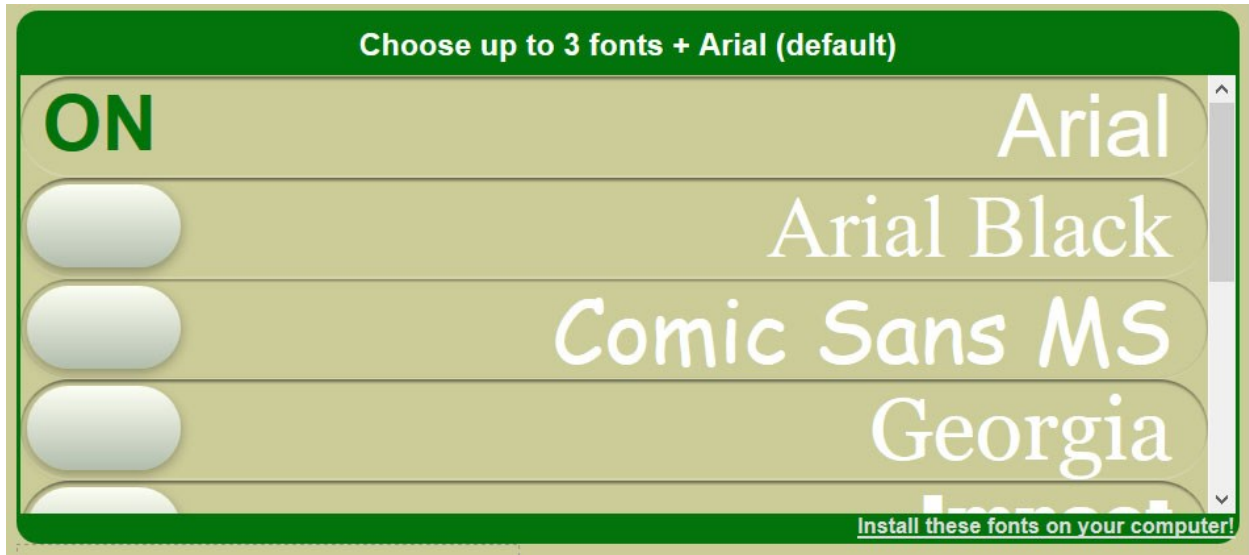 Choose up to 3 fonts + Arial (default)
ON Arial
Arial Black
Comic Sans MS
Georgia
Impact
Install these fonts on your computer!